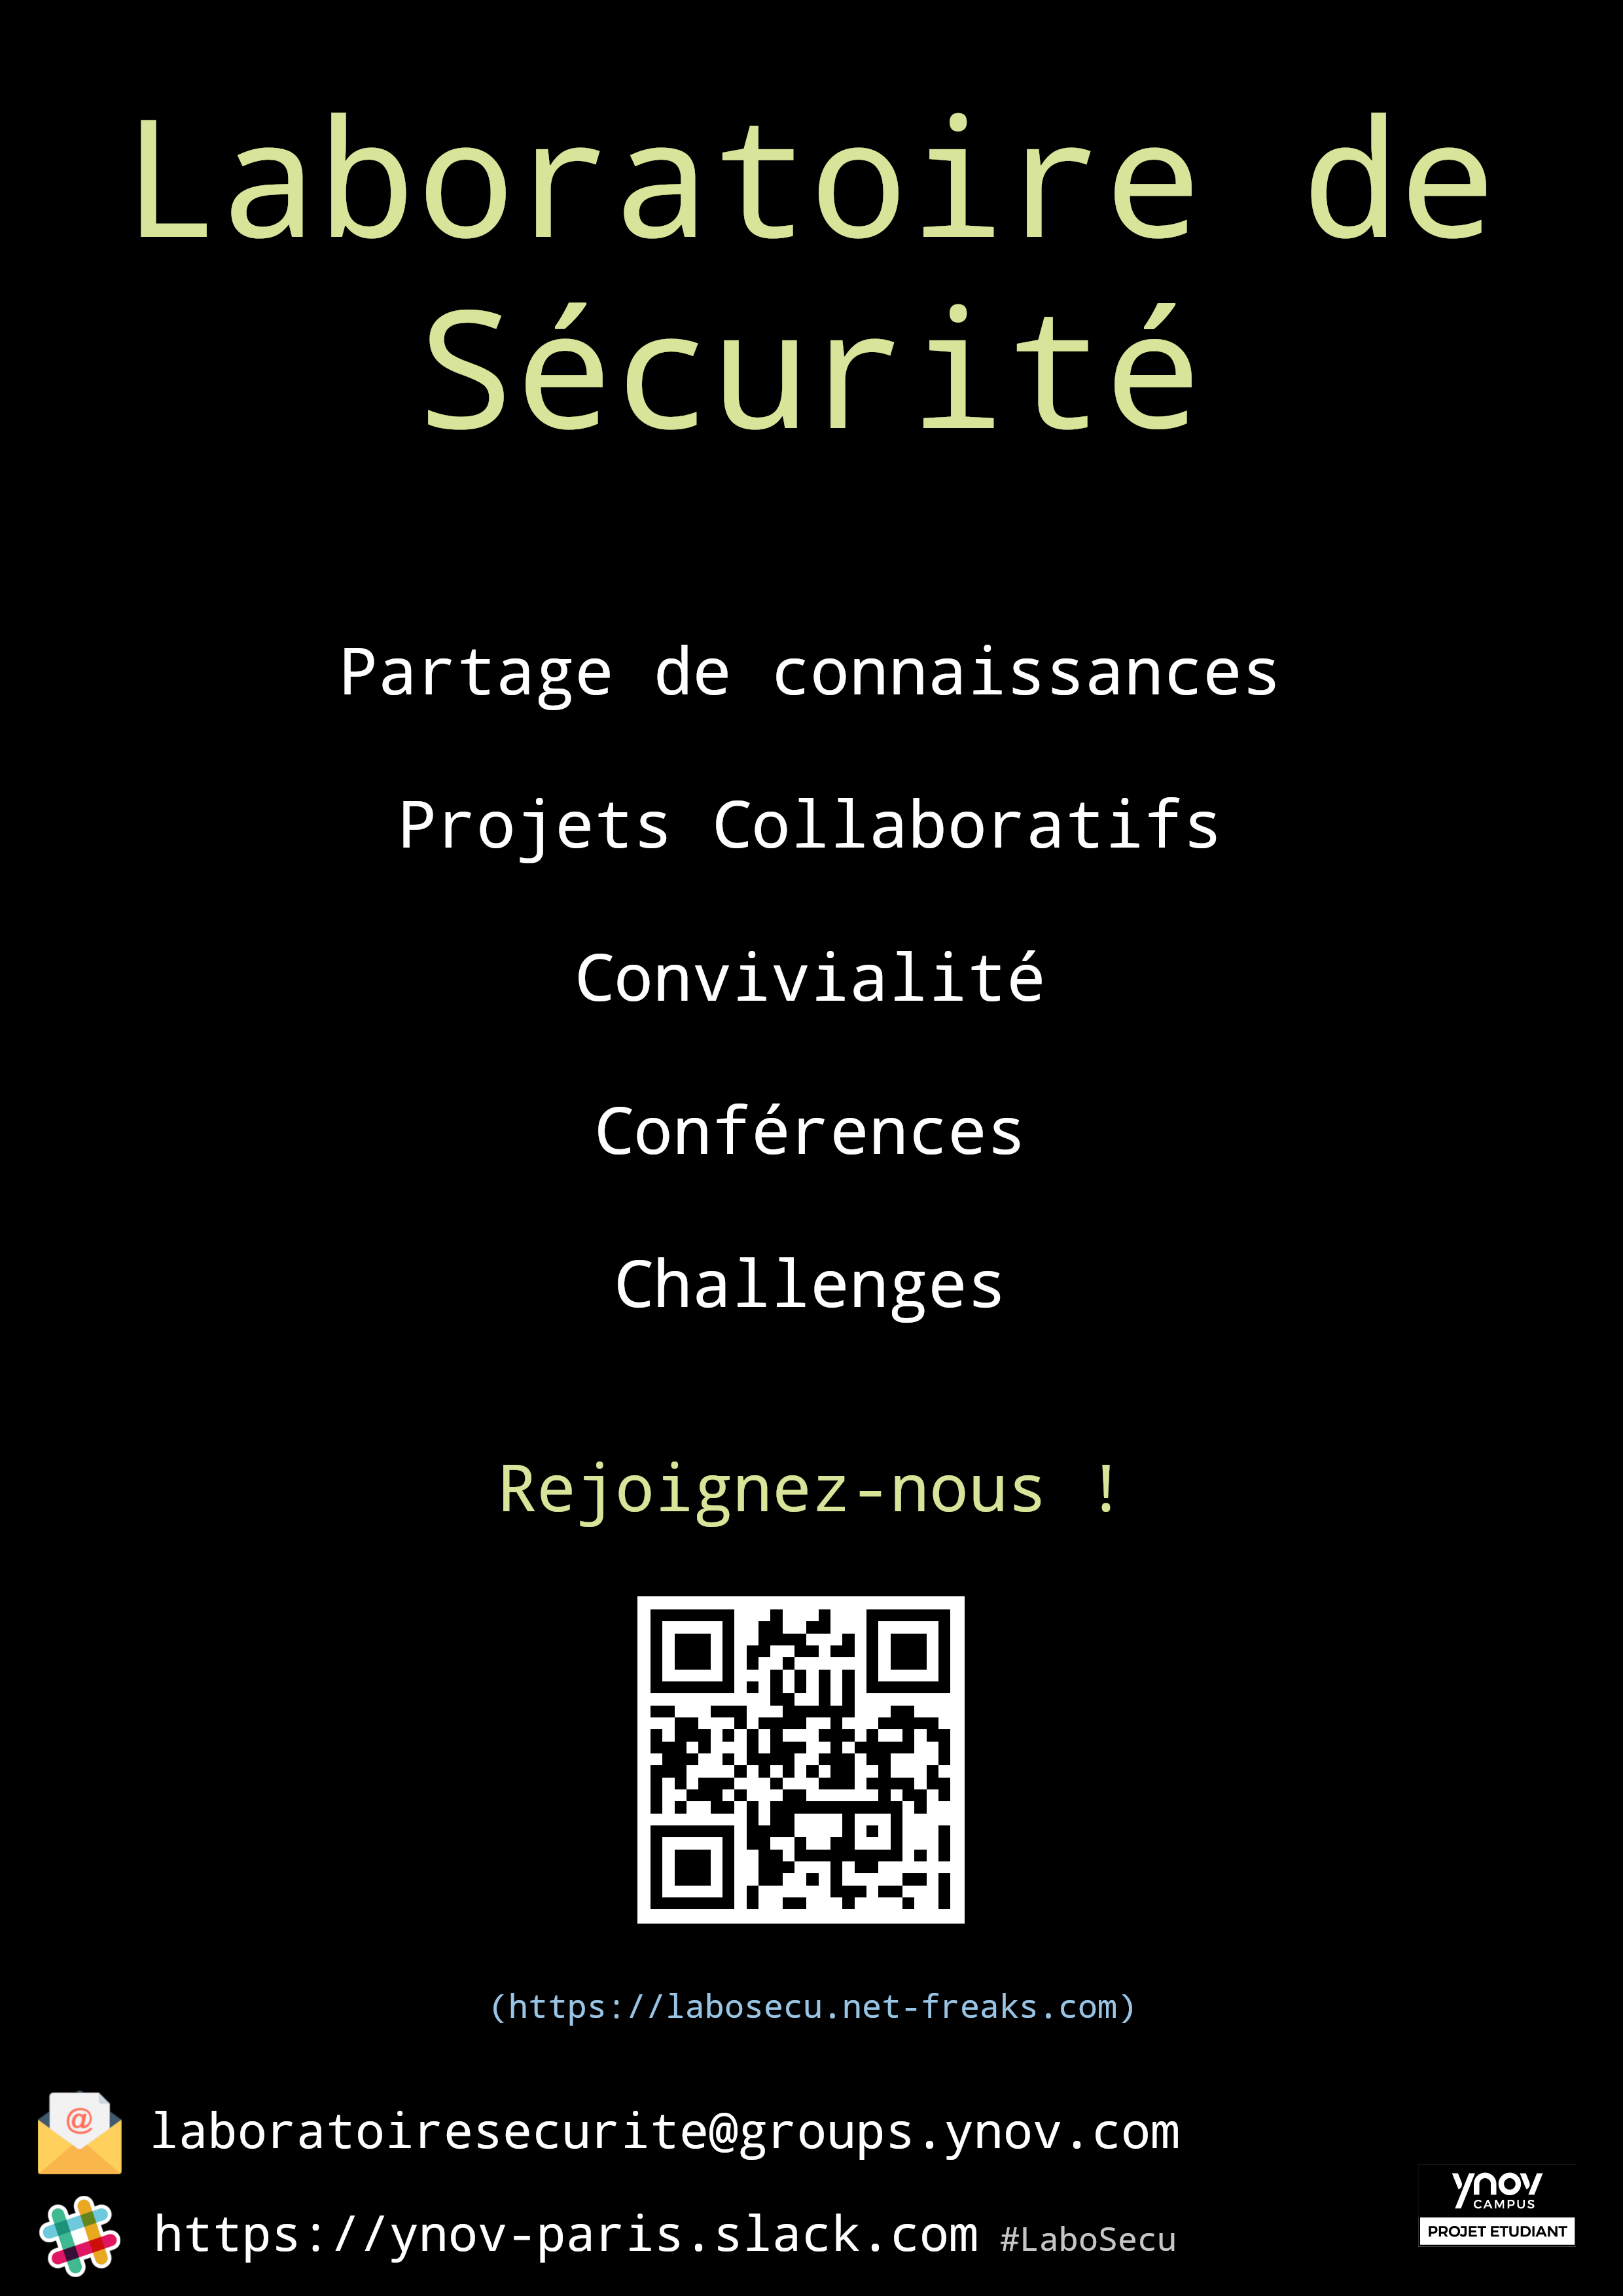 Laboratoire de
Sécurité
Partage de connaissances
Projets Collaboratifs
Convivialité
Conférences
Challenges
Rejoignez-nous !
(https://labosecu.net-freaks.com)
@
laboratoiresecurite@groups.ynov.com
https://ynov-paris.slack.com #LaboSecu
ynov
CAMPUS
PROJET ETUDIANT